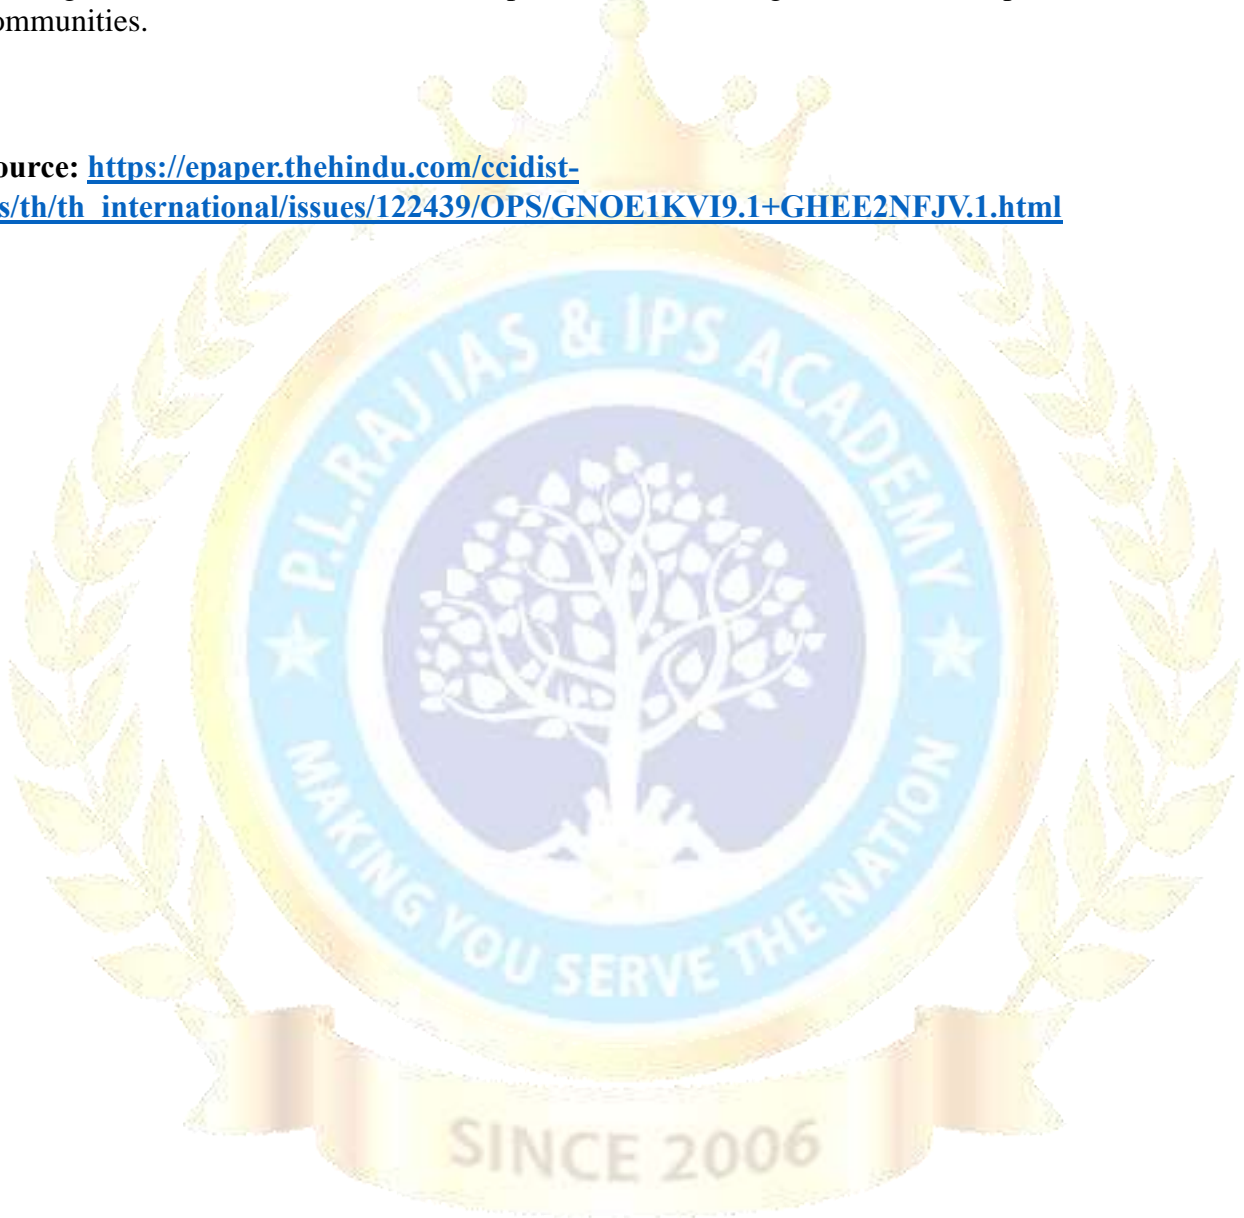 ommunities.
ource: https://epaper.thehindu.com/ccidist-
s/th/th_international/issues/122439/OPS/GNOE1KVI9.1+GHEE2NFJV.1.html
P.L.RAJ IAS & IPS ACADEMY
MAKING YOU SERVE THE NATION
SINCE 2006